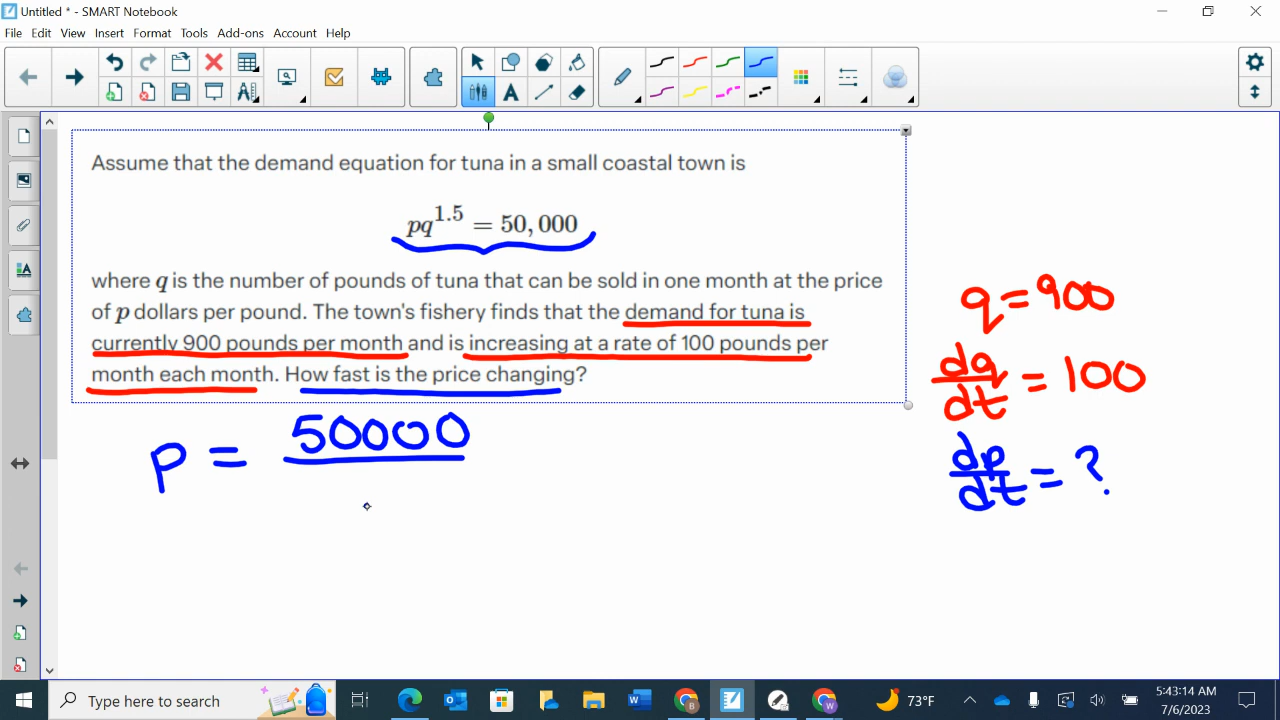 Untitled * - SMART Notebook
File Edit View Insert Format Tools Add-ons Account Help
Assume that the demand equation for tuna in a small coastal town is
pq^1.5 = 50,000
where q is the number of pounds of tuna that can be sold in one month at the price
of p dollars per pound. The town's fishery finds that the demand for tuna is
currently 900 pounds per month and is increasing at a rate of 100 pounds per
month each month. How fast is the price changing?
q = 900
dq/dt = 100
dp/dt = ?
P = 50000
Type here to search
73°F
5:43:14 AM
7/6/2023